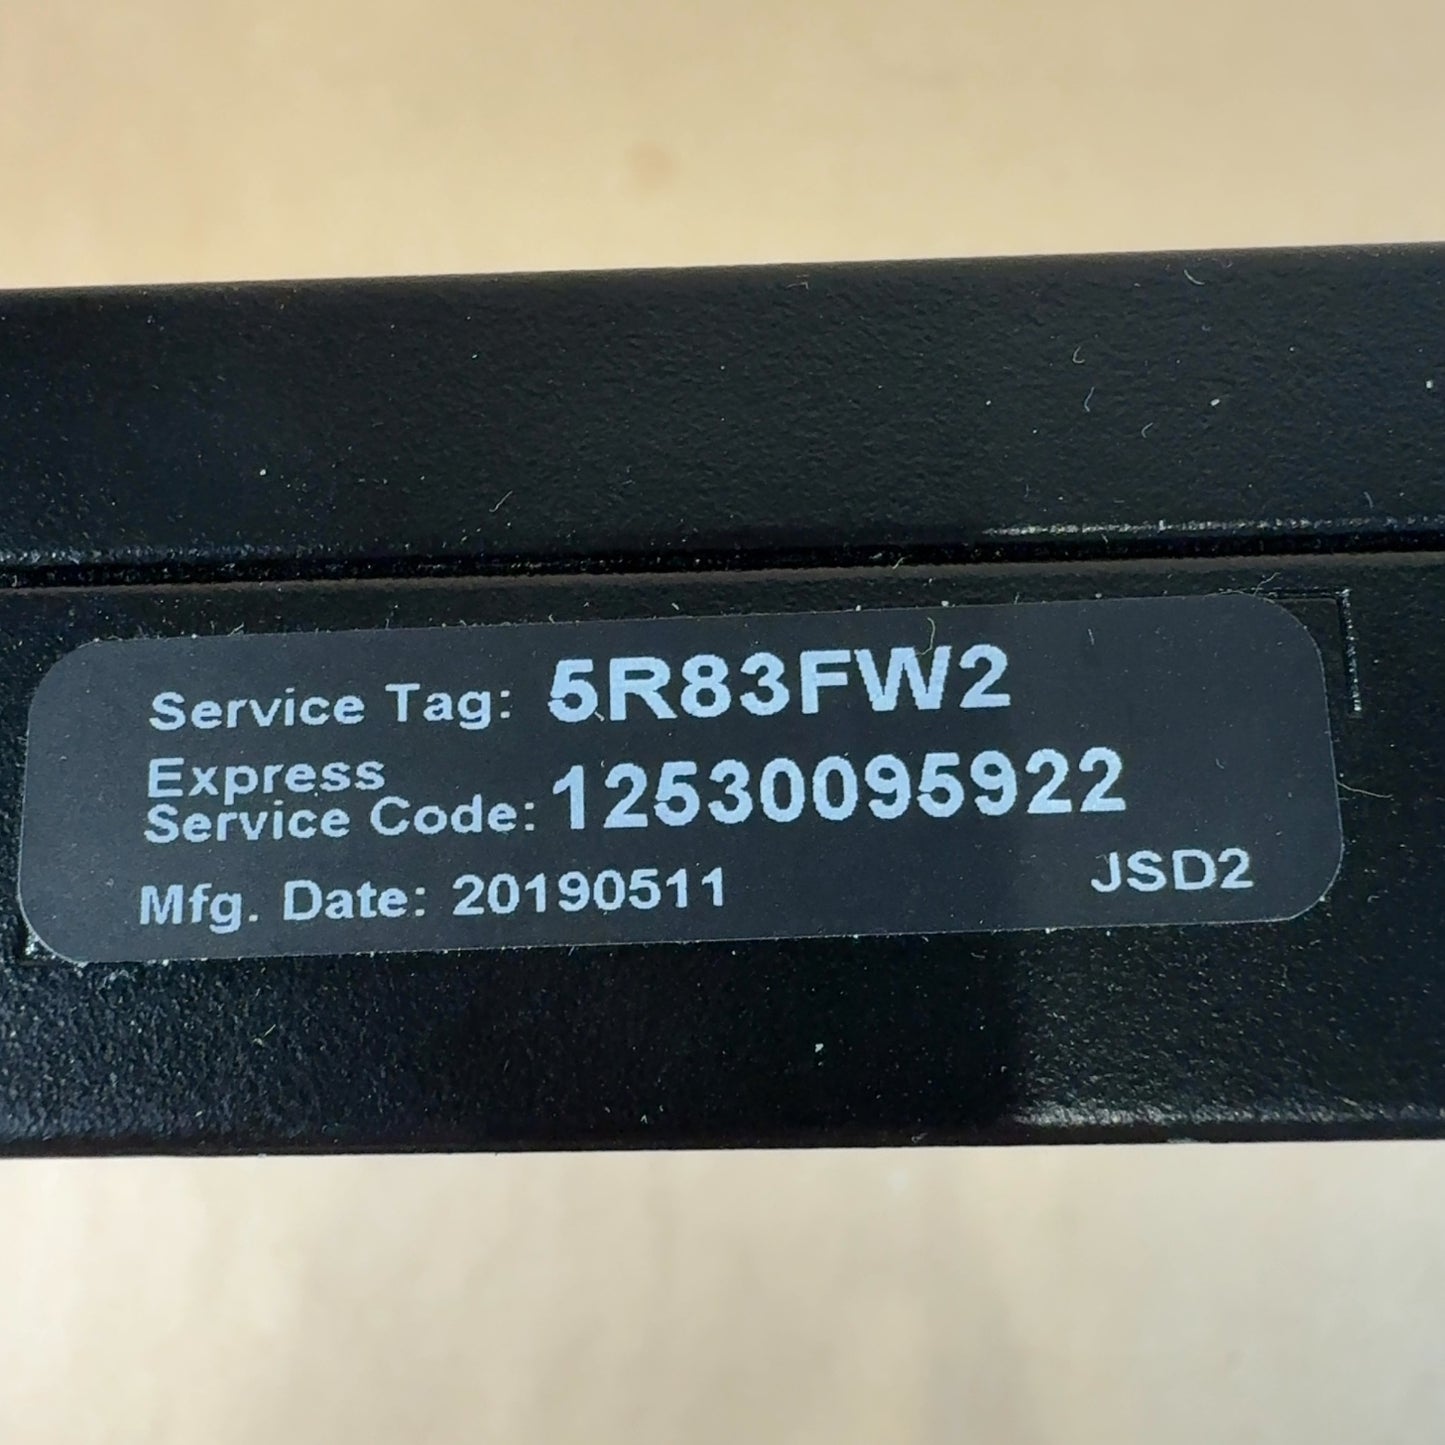 Service Tag: 5R83FW2
Express
Service Code: 12530095922
Mfg. Date: 20190511 JSD2